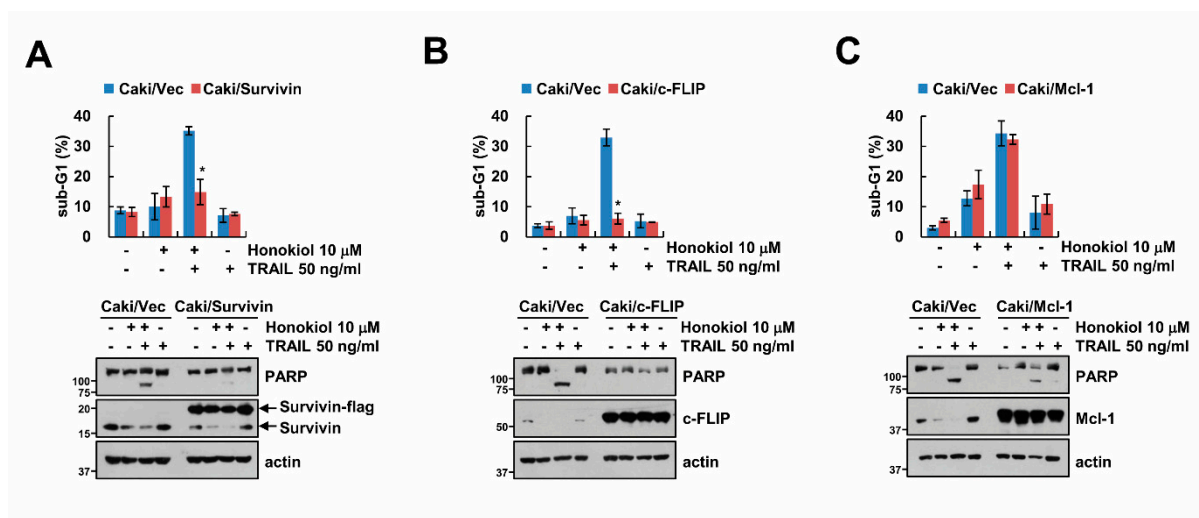 A
Caki/Vec Caki/Survivin
40
30
20
10
0
sub-G1 (%)
- + + - Honokiol 10 µM
- - + + TRAIL 50 ng/ml
Caki/Vec Caki/Survivin
- + + - - + + - Honokiol 10 µM
- - + + - - + + TRAIL 50 ng/ml
100
75
PARP
20
15
Survivin-flag
Survivin
37
actin
B
Caki/Vec Caki/c-FLIP
40
30
20
10
0
sub-G1 (%)
- + + - Honokiol 10 µM
- - + + TRAIL 50 ng/ml
Caki/Vec Caki/c-FLIP
- + + - - + + - Honokiol 10 µM
- - + + - - + + TRAIL 50 ng/ml
100
75
PARP
50
c-FLIP
37
actin
C
Caki/Vec Caki/Mcl-1
40
30
20
10
0
sub-G1 (%)
- + + - Honokiol 10 µM
- - + + TRAIL 50 ng/ml
Caki/Vec Caki/Mcl-1
- + + - - + + - Honokiol 10 µM
- - + + - - + + TRAIL 50 ng/ml
100
75
PARP
37
Mcl-1
37
actin